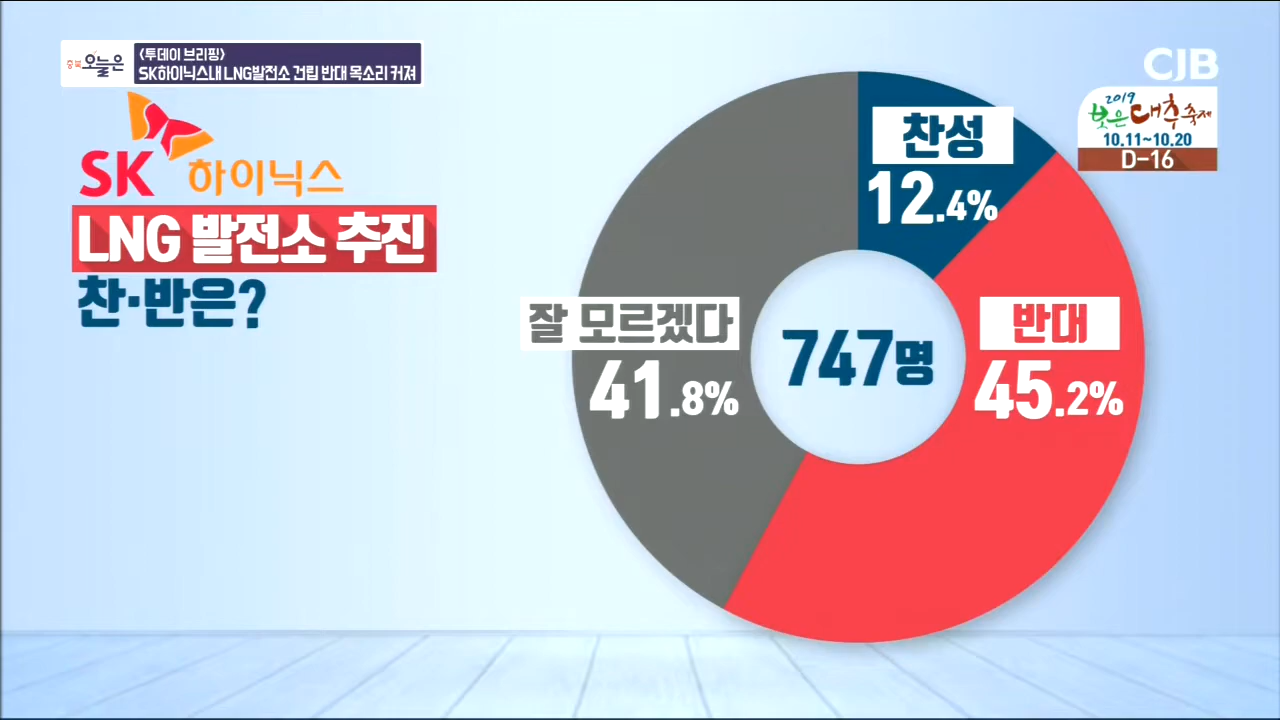 충북 오늘은
<투데이 브리핑>
SK하이닉스내 LNG발전소 건립 반대 목소리 커져
CJB
2019
보은대추축제
10.11~10.20
D-16
SK 하이닉스
LNG 발전소 추진
찬·반은?
찬성
12.4%
잘 모르겠다
41.8%
747명
반대
45.2%